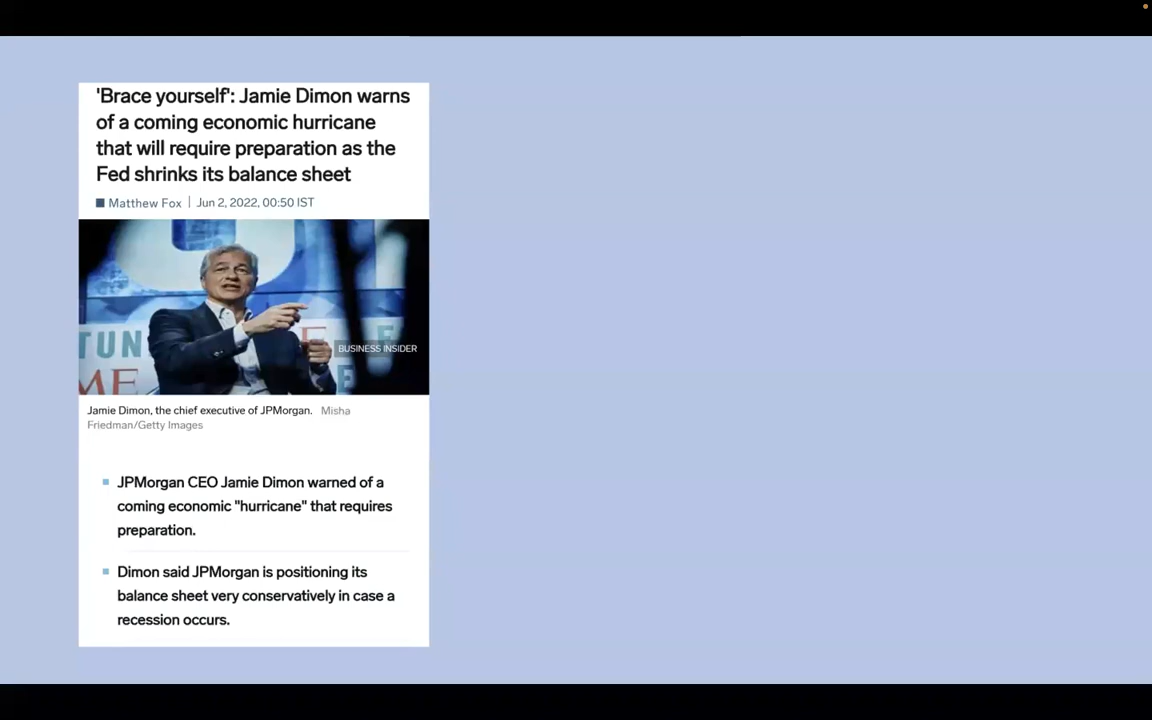 'Brace yourself': Jamie Dimon warns
of a coming economic hurricane
that will require preparation as the
Fed shrinks its balance sheet
Matthew Fox | Jun 2, 2022, 00:50 IST
TUN
ME
E
BUSINESS INSIDER
Jamie Dimon, the chief executive of JPMorgan. Misha
Friedman/Getty Images
JPMorgan CEO Jamie Dimon warned of a
coming economic "hurricane" that requires
preparation.
Dimon said JPMorgan is positioning its
balance sheet very conservatively in case a
recession occurs.